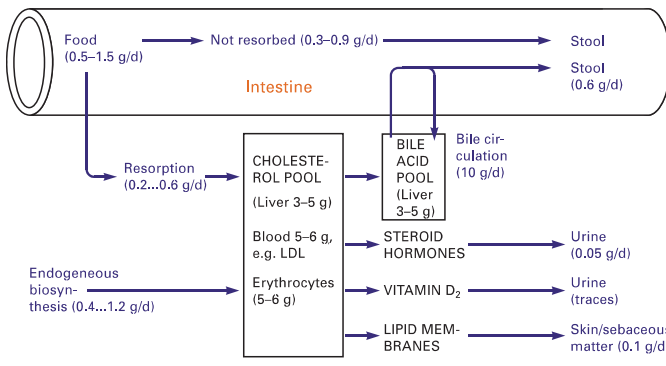 Food
(0.5–1.5 g/d)
Not resorbed (0.3–0.9 g/d)
Stool
Stool
(0.6 g/d)
Intestine
Resorption
(0.2...0.6 g/d)
CHOLESTE-
ROL POOL
(Liver 3–5 g)
Blood 5–6 g,
e.g. LDL
Erythrocytes
(5–6 g)
BILE
ACID
POOL
(Liver
3–5 g)
Bile cir-
culation
(10 g/d)
STEROID
HORMONES
Urine
(0.05 g/d)
Endogeneous
biosyn-
thesis (0.4...1.2 g/d)
VITAMIN D₂
Urine
(traces)
LIPID MEM-
BRANES
Skin/sebaceous
matter (0.1 g/d